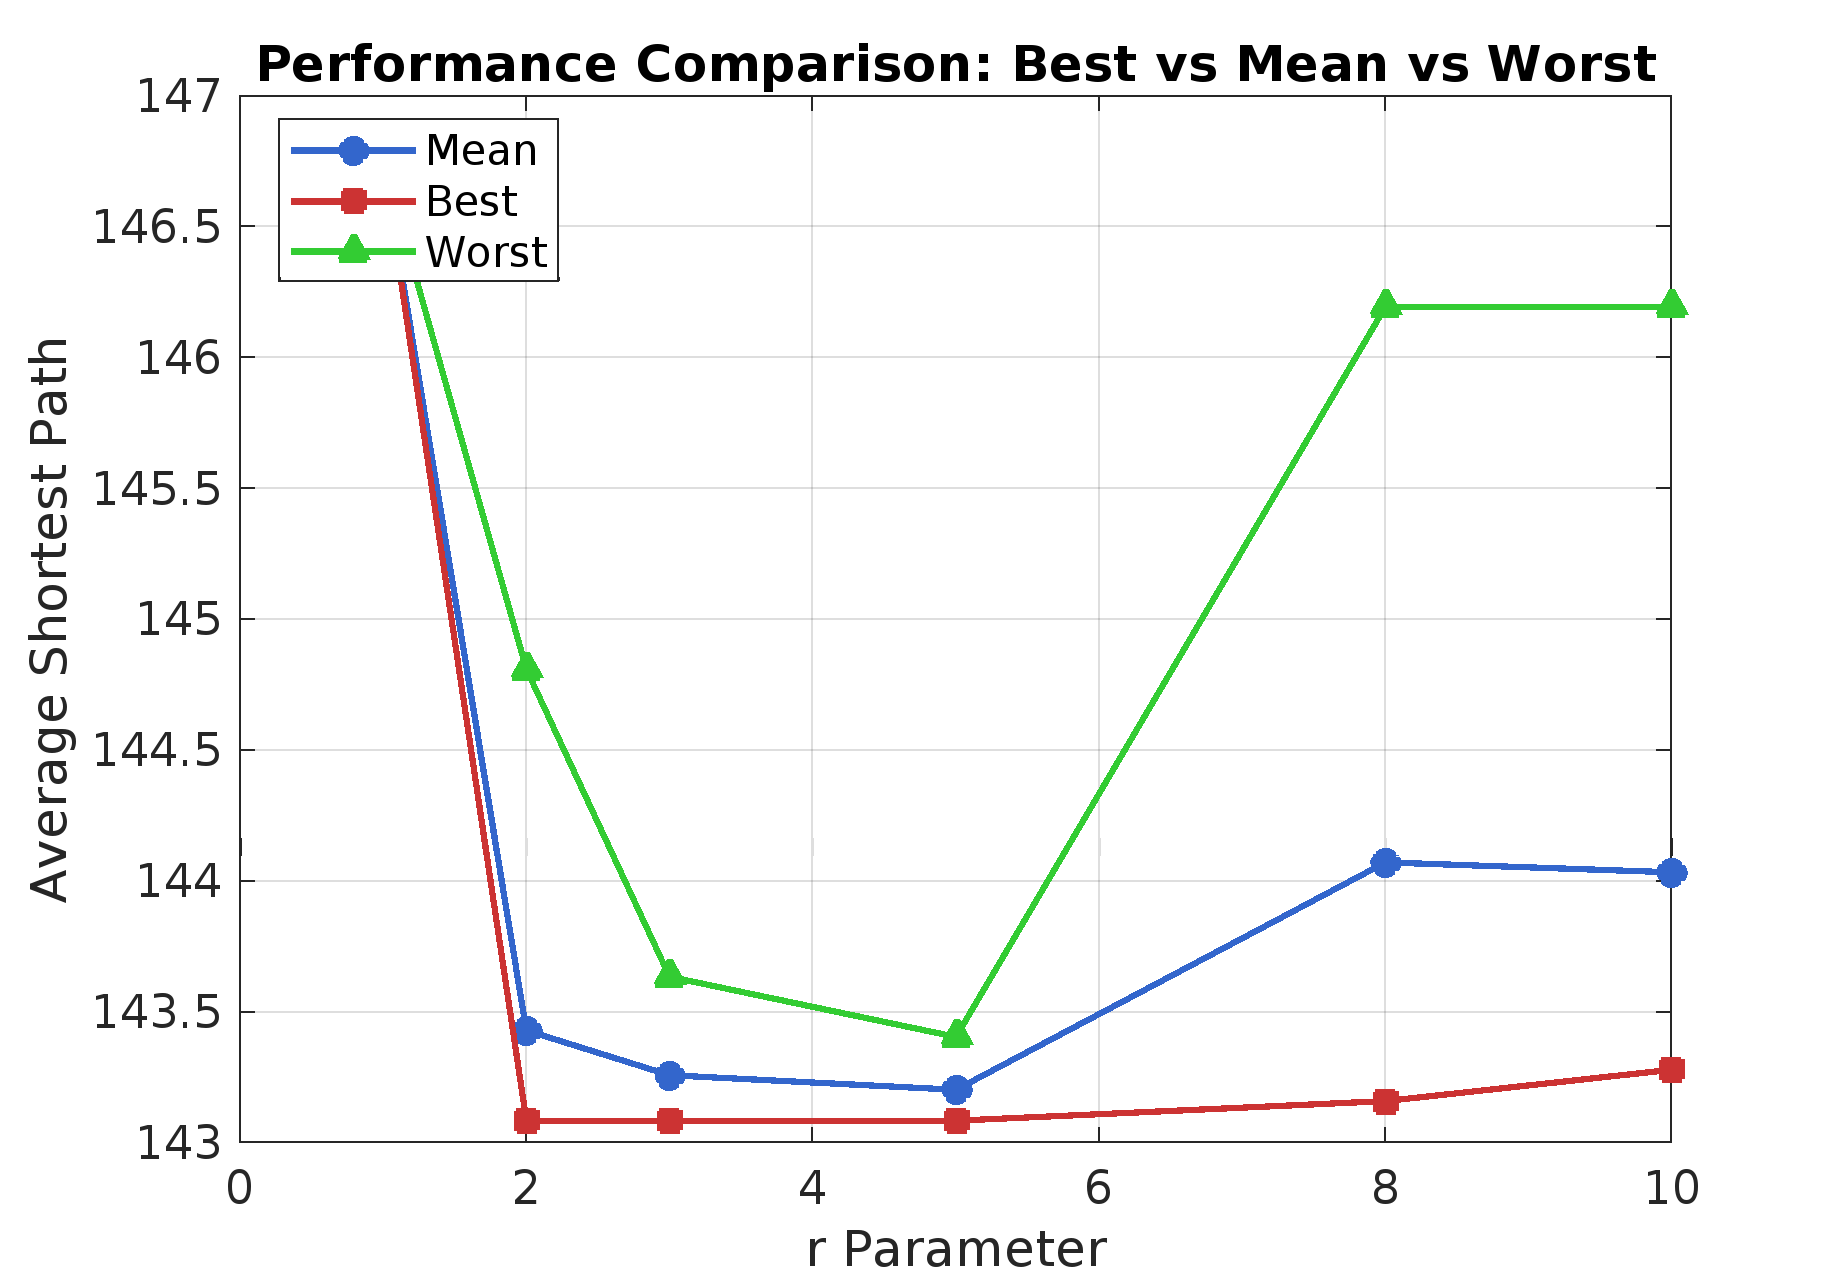 Performance Comparison: Best vs Mean vs Worst
147
146.5
146
145.5
145
144.5
144
143.5
143
Mean
Best
Worst
Average Shortest Path
0 2 4 6 8 10
r Parameter